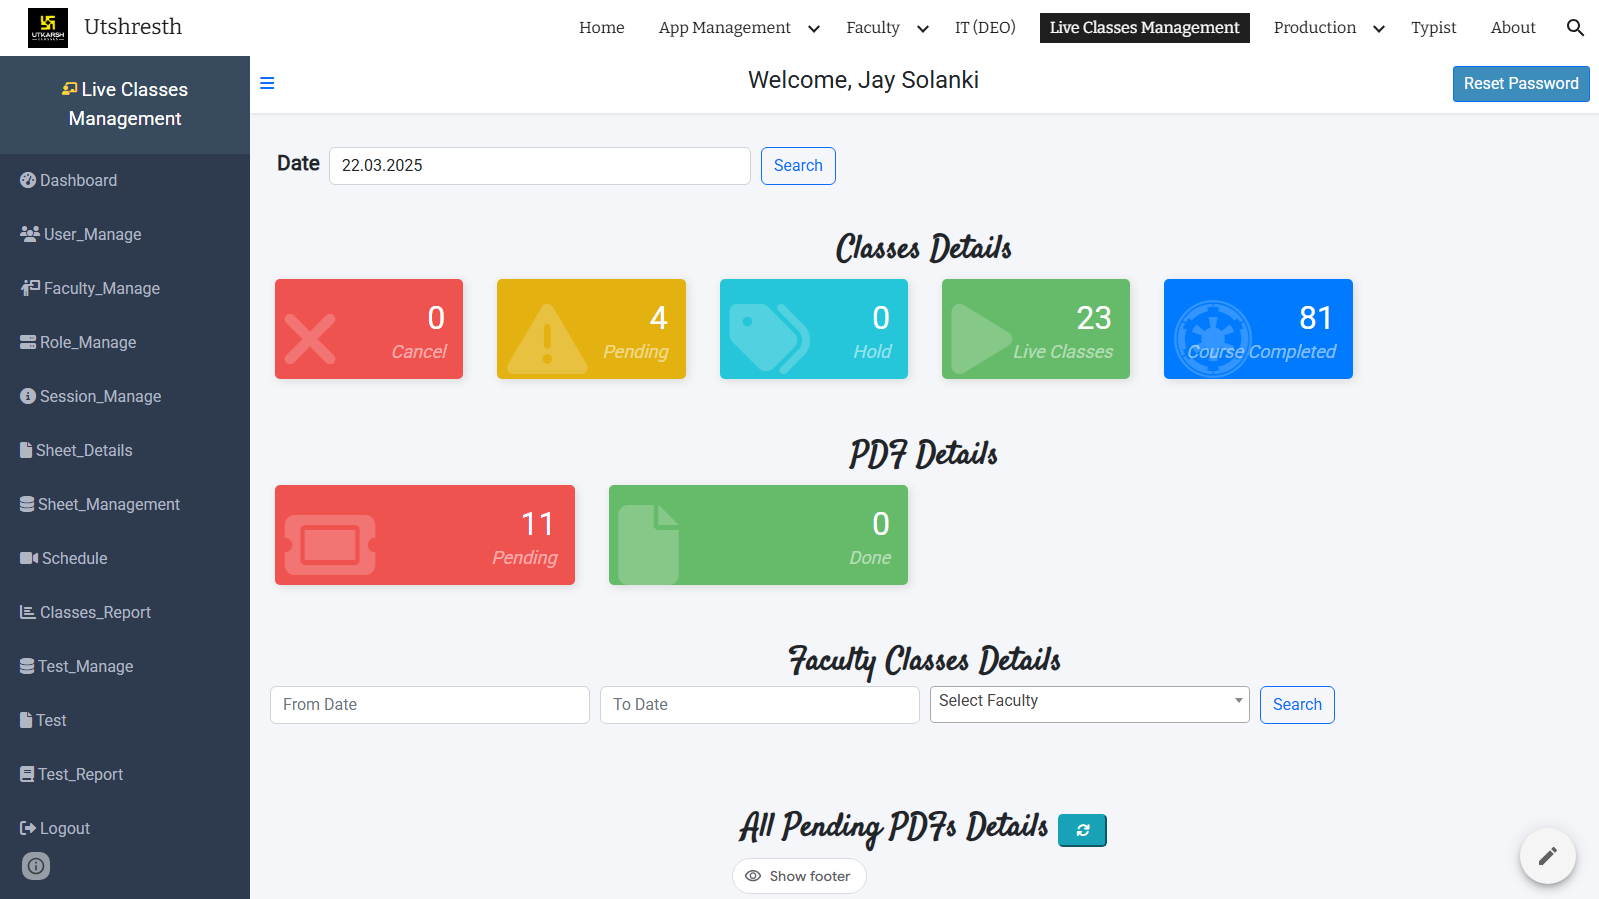 Utshresth
Home
App Management
Faculty
IT (DEO)
Live Classes Management
Production
Typist
About
UTKARSH
CLASSES
Live Classes
Management
Welcome, Jay Solanki
Reset Password
Dashboard
User_Manage
Faculty_Manage
Role_Manage
Session_Manage
Sheet_Details
Sheet_Management
Schedule
Classes_Report
Test_Manage
Test
Test_Report
Logout
Date
22.03.2025
Search
Classes Details
0
Cancel
4
Pending
0
Hold
23
Live Classes
81
Course Completed
PDF Details
11
Pending
0
Done
Faculty Classes Details
From Date
To Date
Select Faculty
Search
All Pending PDFs Details
Show footer